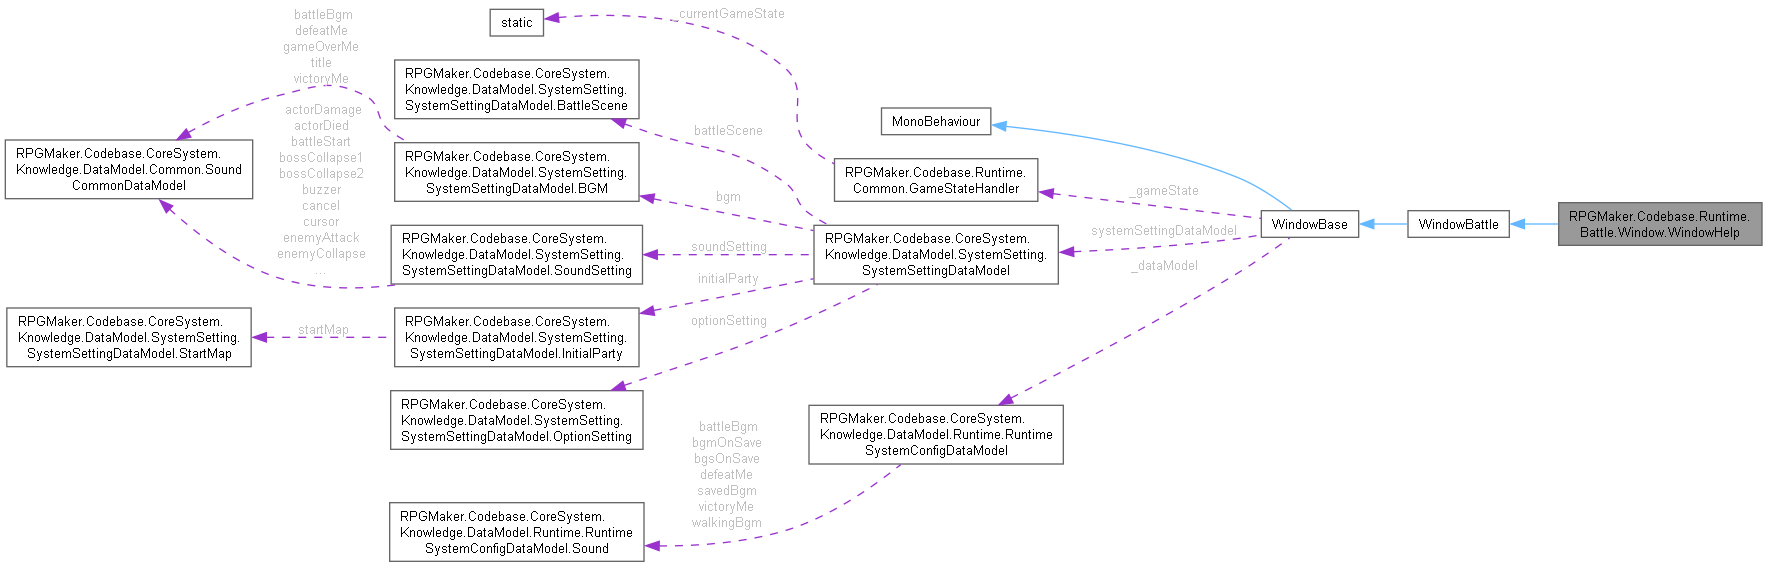 battleBgm
defeatMe
gameOverMe
title
victoryMe
static
_currentGameState
RPGMaker.Codebase.CoreSystem.
Knowledge.DataModel.SystemSetting.
SystemSettingDataModel.BattleScene
actorDamage
actorDied
battleStart
bossCollapse1
bossCollapse2
buzzer
cancel
cursor
enemyAttack
enemyCollapse
...
battleScene
MonoBehaviour
RPGMaker.Codebase.CoreSystem.
Knowledge.DataModel.Common.Sound
CommonDataModel
RPGMaker.Codebase.CoreSystem.
Knowledge.DataModel.SystemSetting.
SystemSettingDataModel.BGM
bgm
RPGMaker.Codebase.Runtime.
Common.GameStateHandler
_gameState
WindowBase
WindowBattle
RPGMaker.Codebase.Runtime.
Battle.Window.WindowHelp
RPGMaker.Codebase.CoreSystem.
Knowledge.DataModel.SystemSetting.
SystemSettingDataModel.SoundSetting
soundSetting
RPGMaker.Codebase.CoreSystem.
Knowledge.DataModel.SystemSetting.
SystemSettingDataModel
systemSettingDataModel
_dataModel
initialParty
RPGMaker.Codebase.CoreSystem.
Knowledge.DataModel.SystemSetting.
SystemSettingDataModel.StartMap
startMap
RPGMaker.Codebase.CoreSystem.
Knowledge.DataModel.SystemSetting.
SystemSettingDataModel.InitialParty
optionSetting
RPGMaker.Codebase.CoreSystem.
Knowledge.DataModel.SystemSetting.
SystemSettingDataModel.OptionSetting
RPGMaker.Codebase.CoreSystem.
Knowledge.DataModel.Runtime.Runtime
SystemConfigDataModel
battleBgm
bgmOnSave
bgsOnSave
defeatMe
savedBgm
victoryMe
walkingBgm
RPGMaker.Codebase.CoreSystem.
Knowledge.DataModel.Runtime.Runtime
SystemConfigDataModel.Sound